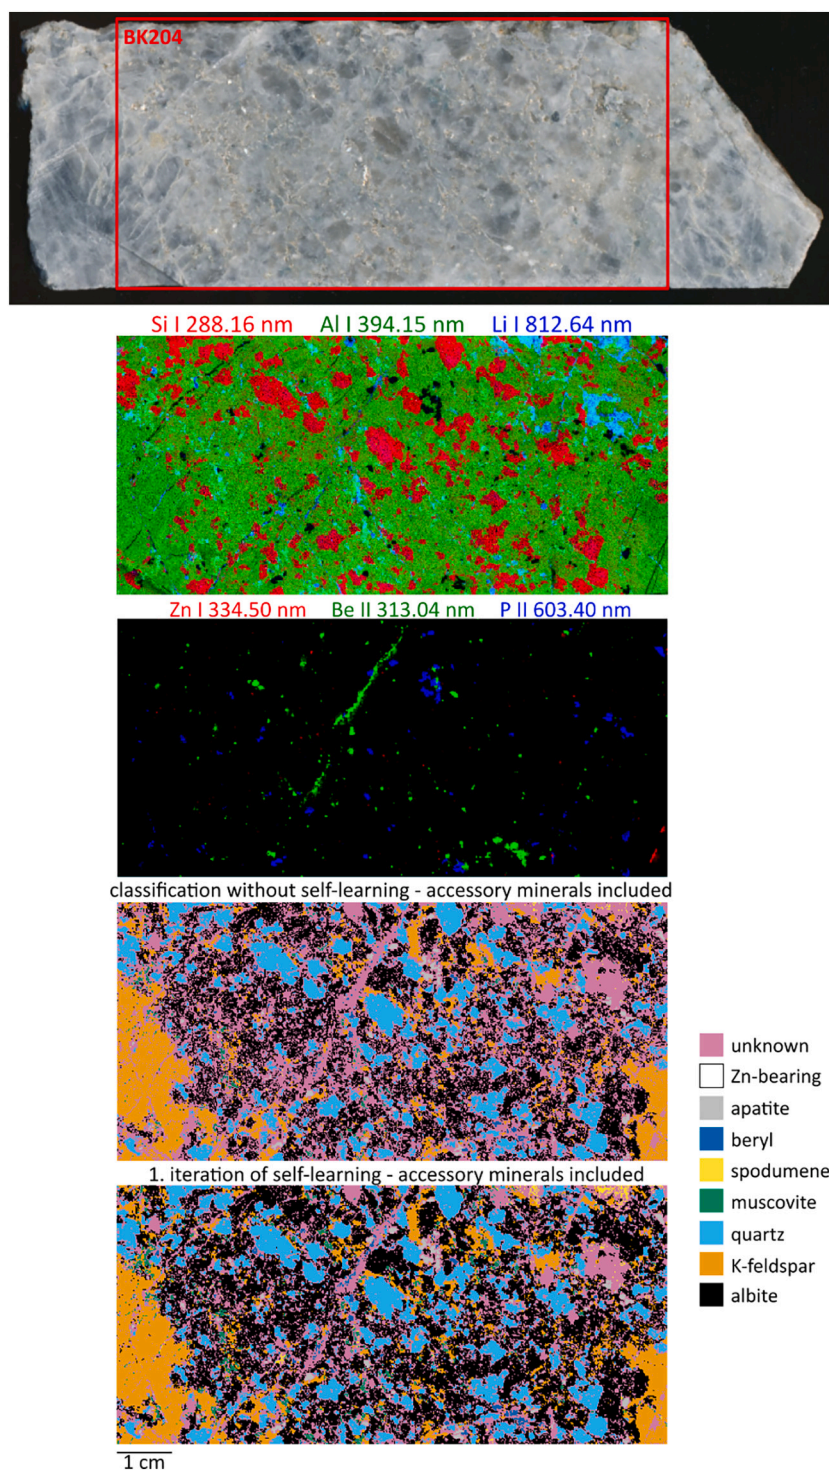 BK204
Si I 288.16 nm Al I 394.15 nm Li I 812.64 nm
Zn I 334.50 nm Be II 313.04 nm P II 603.40 nm
classification without self-learning - accessory minerals included
unknown
Zn-bearing
apatite
beryl
spodumene
muscovite
quartz
K-feldspar
albite
1. iteration of self-learning - accessory minerals included
1 cm